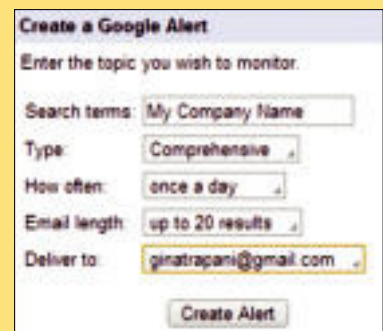 Create a Google Alert
Enter the topic you wish to monitor.
Search terms: My Company Name
Type: Comprehensive
How often: once a day
Email length: up to 20 results
Deliver to: ginatrapani@gmail.com
Create Alert